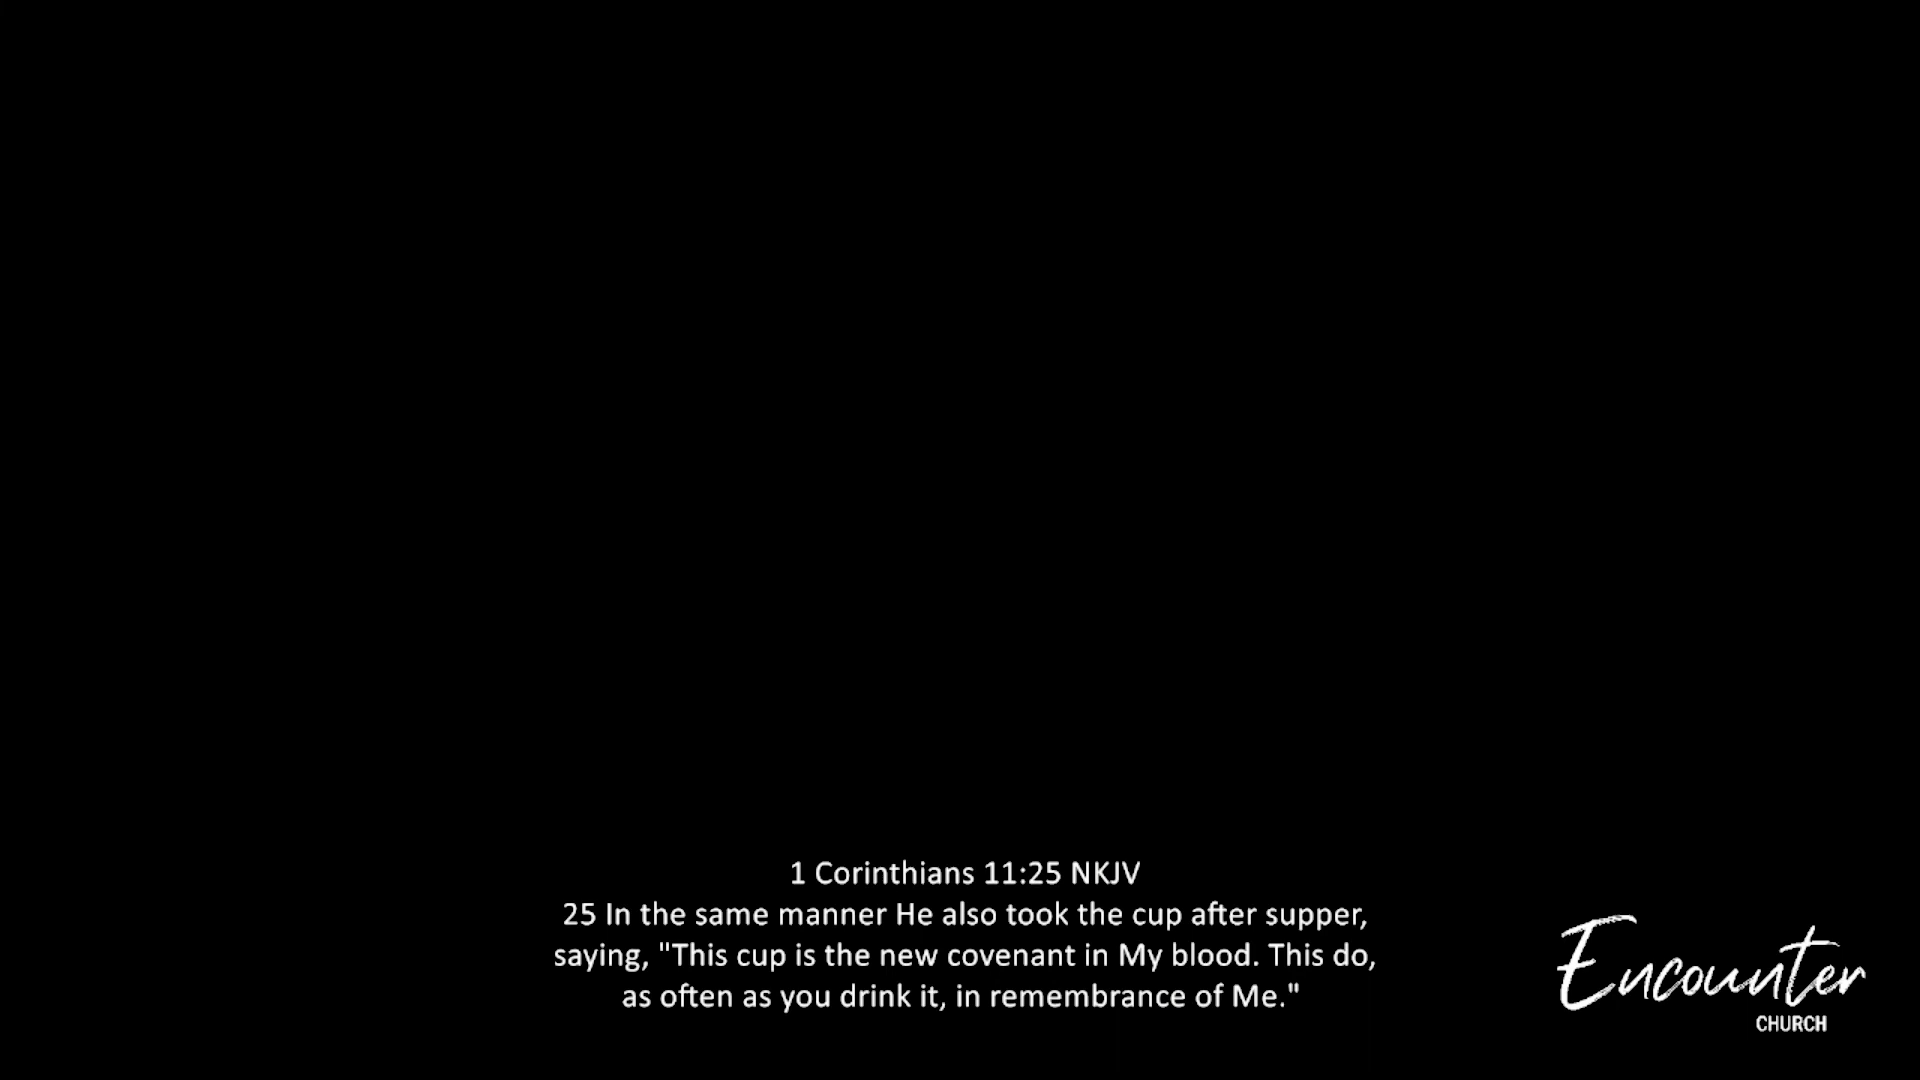 1 Corinthians 11:25 NKJV
25 In the same manner He also took the cup after supper,
saying, "This cup is the new covenant in My blood. This do,
as often as you drink it, in remembrance of Me."
Encounter
CHURCH